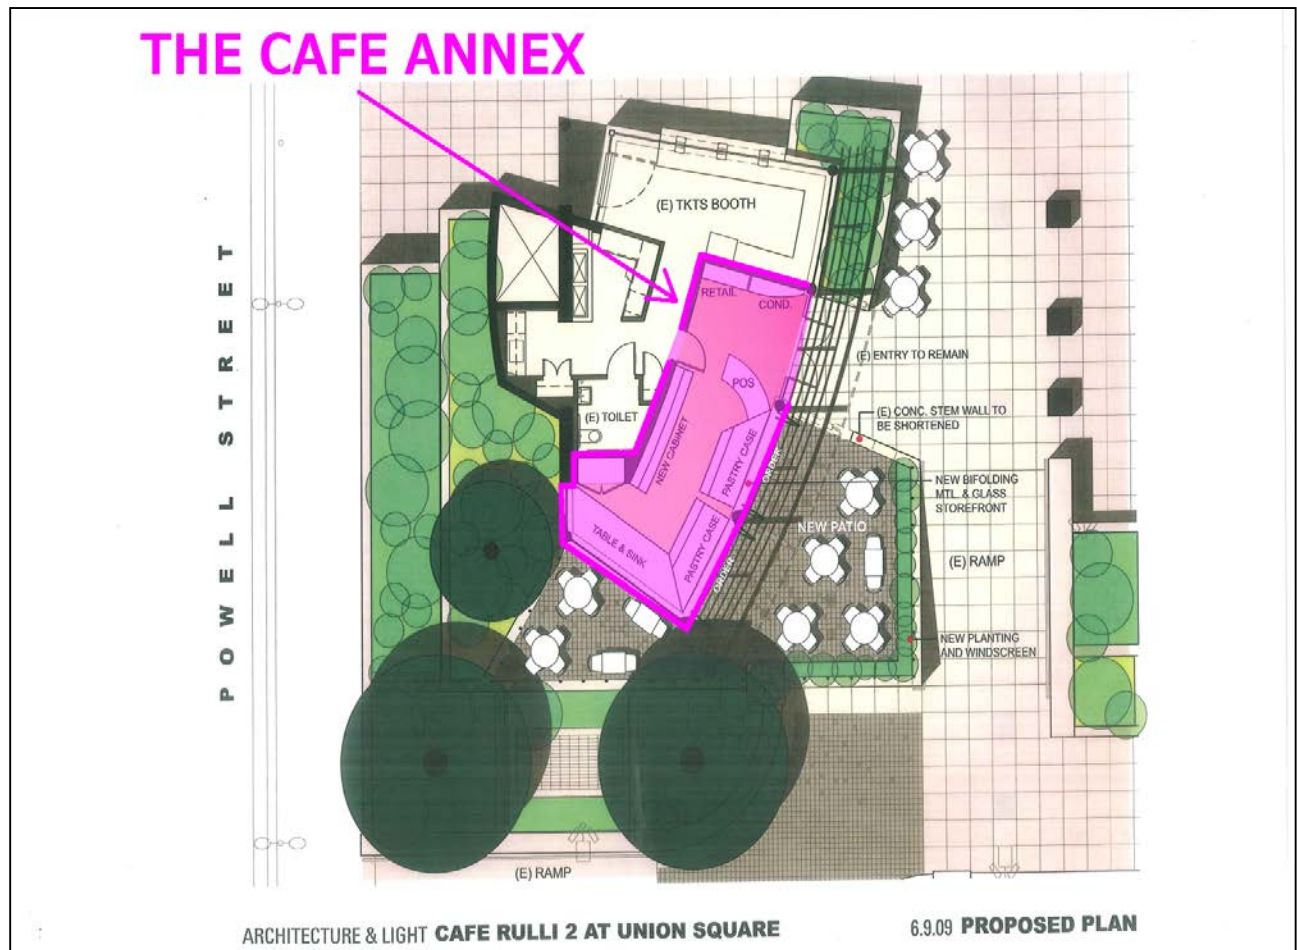 THE CAFE ANNEX
(E) TKTS BOOTH
RETAIL
COND.
POWELL STREET
(E) ENTRY TO REMAIN
POS
(E) CONC. STEM WALL TO
BE SHORTENED
(E) TOILET
NEW CABINET
PASTRY CASE
ORDER
NEW BIFOLDING
MTL. & GLASS
STOREFRONT
NEW PATIO
TABLE & SINK
PASTRY CASE
ORDER
(E) RAMP
NEW PLANTING
AND WINDSCREEN
(E) RAMP
ARCHITECTURE & LIGHT CAFE RULLI 2 AT UNION SQUARE
6.9.09 PROPOSED PLAN